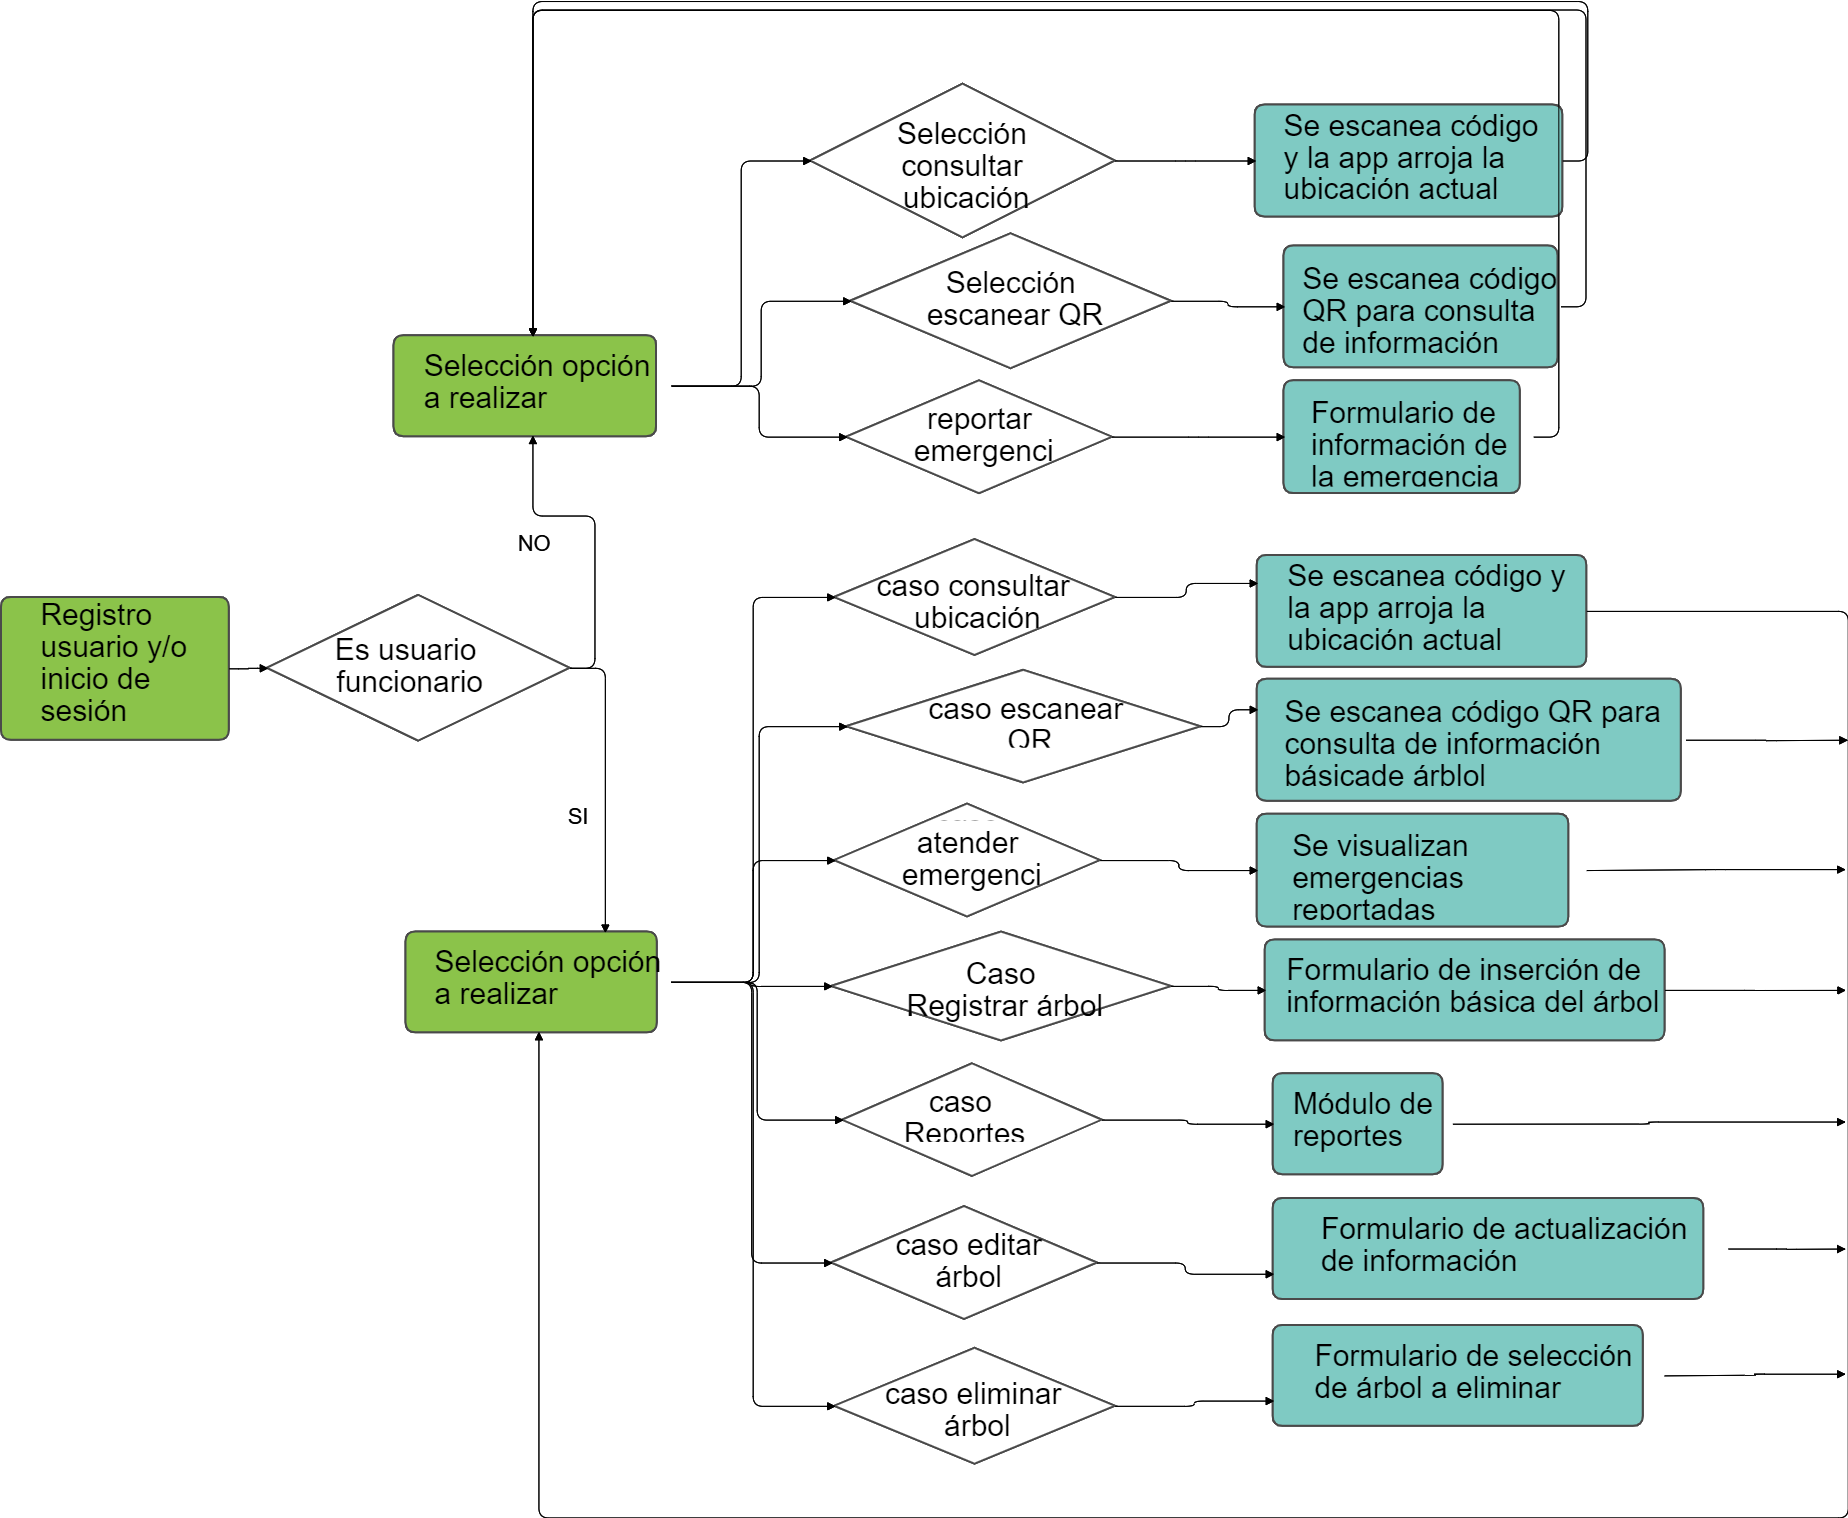 Selección
consultar
ubicación
Se escanea código
y la app arroja la
ubicación actual
Selección
escanear QR
Se escanea código
QR para consulta
de información
Selección opción
a realizar
reportar
emergenci
Formulario de
información de
la emergencia
NO
Registro
usuario y/o
inicio de
sesión
Es usuario
funcionario
SI
caso consultar
ubicación
Se escanea código y
la app arroja la
ubicación actual
caso escanear
QR
Se escanea código QR para
consulta de información
básicade árblol
atender
emergenci
Se visualizan
emergencias
reportadas
Selección opción
a realizar
Caso
Registrar árbol
Formulario de inserción de
información básica del árbol
caso
Reportes
Módulo de
reportes
caso editar
árbol
Formulario de actualización
de información
caso eliminar
árbol
Formulario de selección
de árbol a eliminar